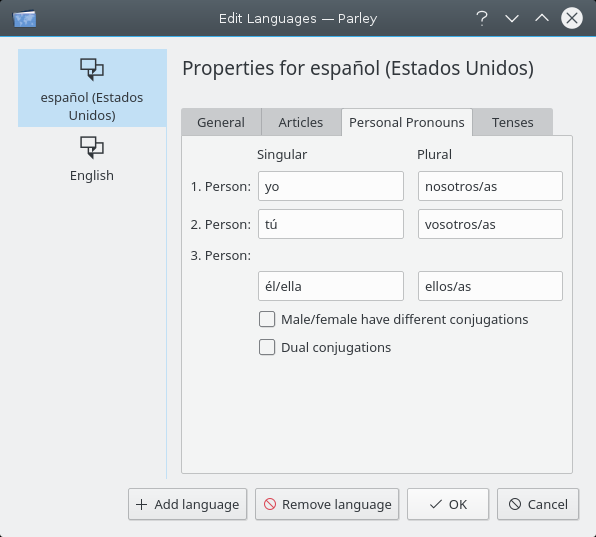 Edit Languages — Parley
español (Estados
Unidos)
English
Properties for español (Estados Unidos)
General Articles Personal Pronouns Tenses
Singular Plural
1. Person: yo nosotros/as
2. Person: tú vosotros/as
3. Person:
él/ella ellos/as
Male/female have different conjugations
Dual conjugations
Add language Remove language OK Cancel